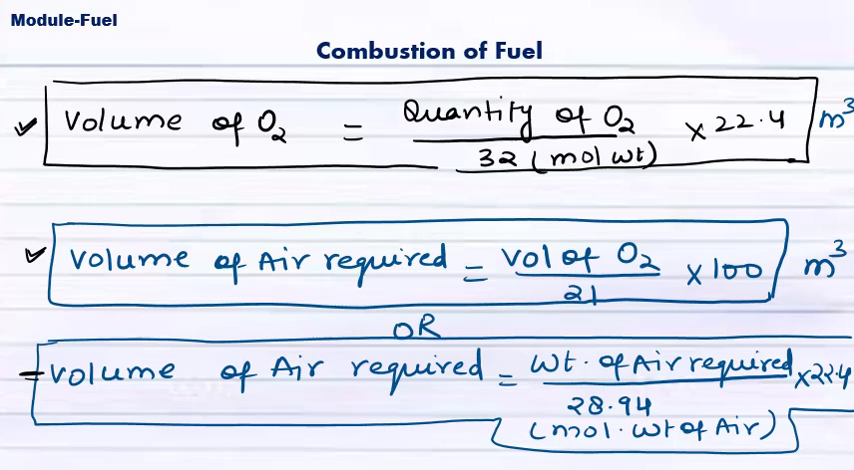 Module-Fuel
Combustion of Fuel
Volume of O2 = Quantity of O2 / 32 (mol wt) × 22.4 m³
Volume of Air required = Vol of O2 / 21 × 100 m³
OR
= Volume of Air required = Wt. of Air required / 28.94 × 22.4
(mol. wt of Air)